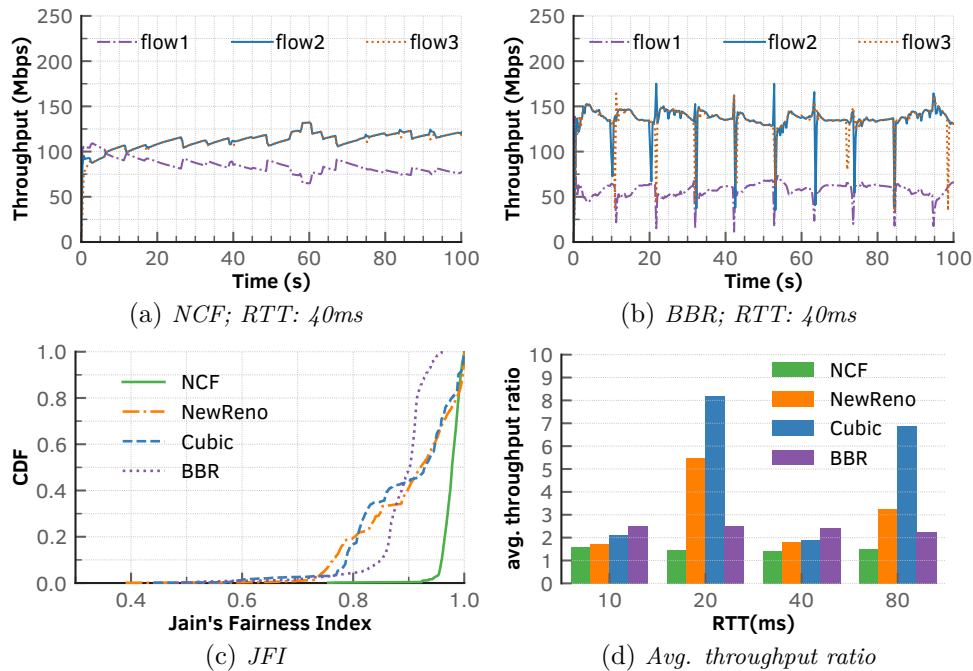 250
200
150
100
50
0
Throughput (Mbps)
flow1 flow2 flow3
0 20 40 60 80 100
Time (s)
(a) NCF; RTT: 40ms
250
200
150
100
50
0
Throughput (Mbps)
flow1 flow2 flow3
0 20 40 60 80 100
Time (s)
(b) BBR; RTT: 40ms
1.0
0.8
0.6
0.4
0.2
0.0
CDF
NCF
NewReno
Cubic
BBR
0.4 0.6 0.8 1.0
Jain's Fairness Index
(c) JFI
10
9
8
7
6
5
4
3
2
1
0
avg. throughput ratio
NCF
NewReno
Cubic
BBR
10 20 40 80
RTT(ms)
(d) Avg. throughput ratio